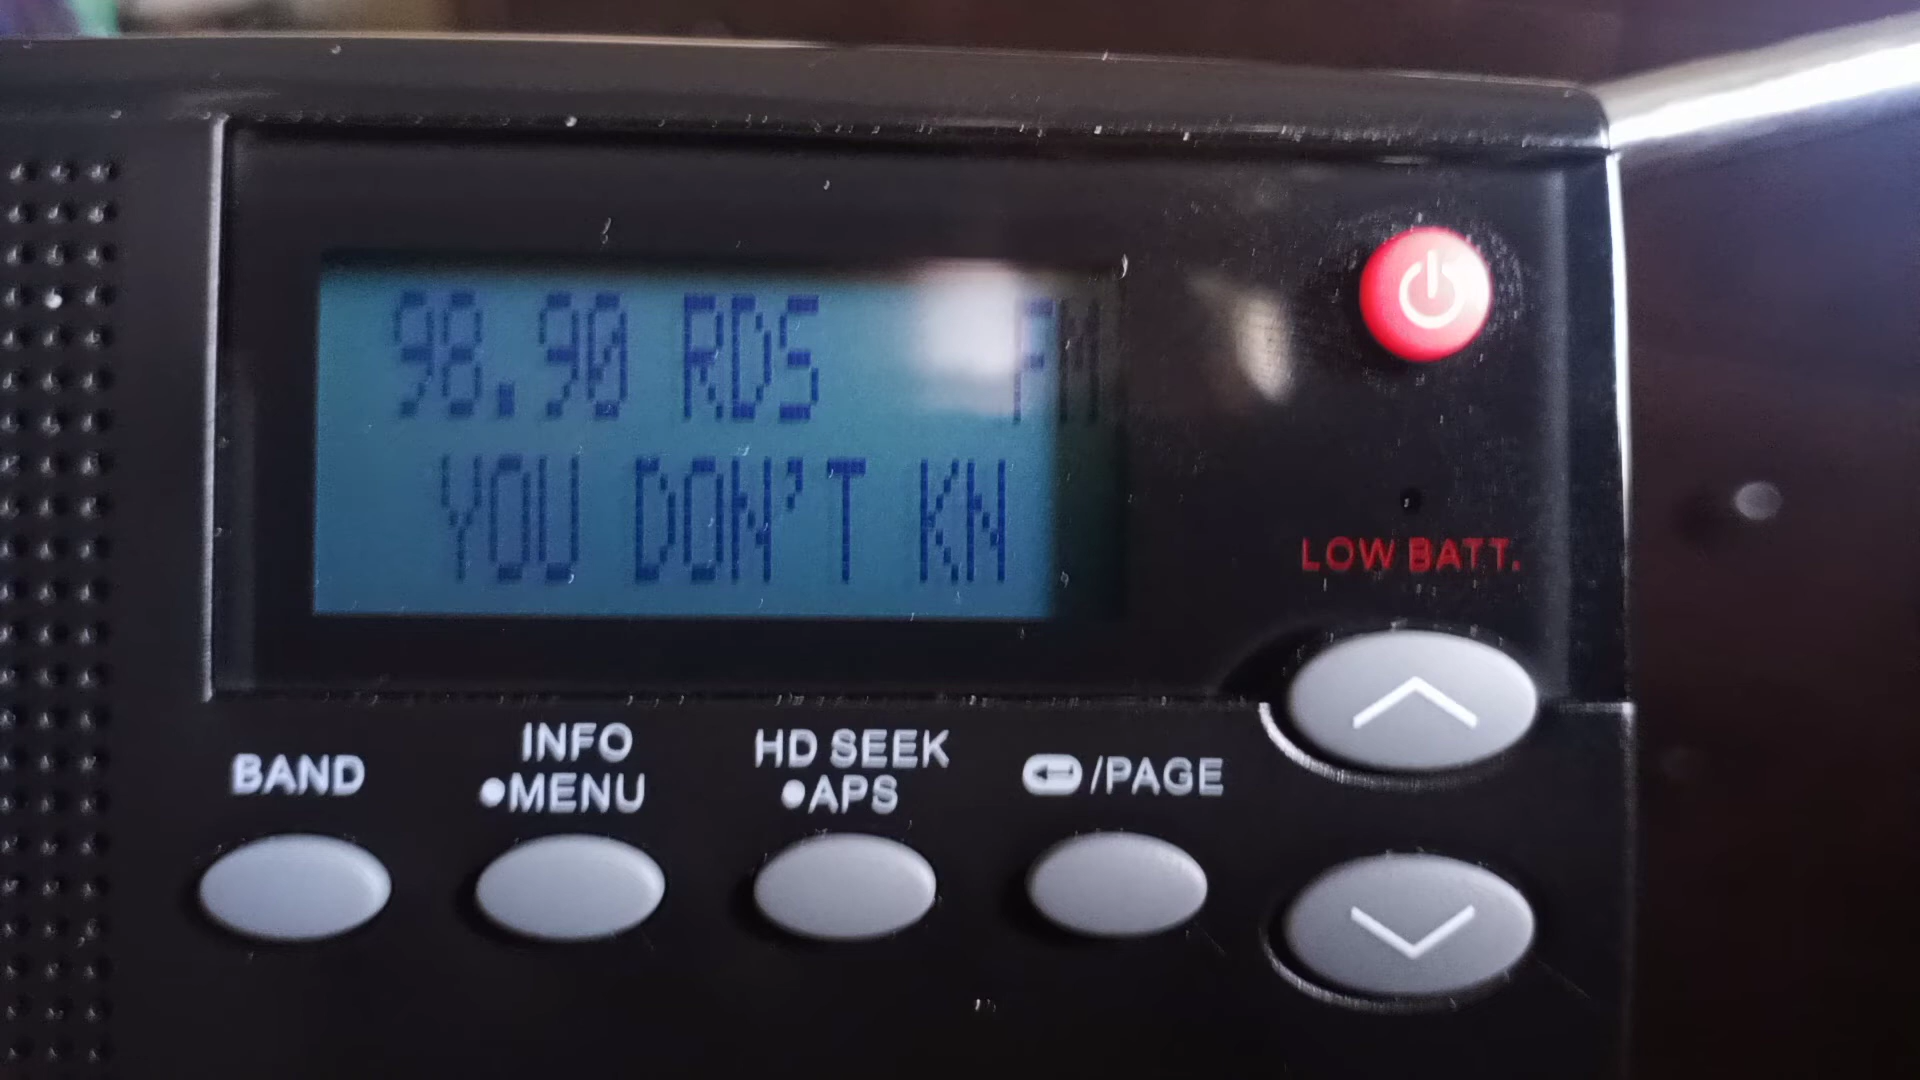 98.90 RDS FM
YOU DON'T KN
LOW BATT.
BAND
INFO
•MENU
HD SEEK
•APS
/PAGE